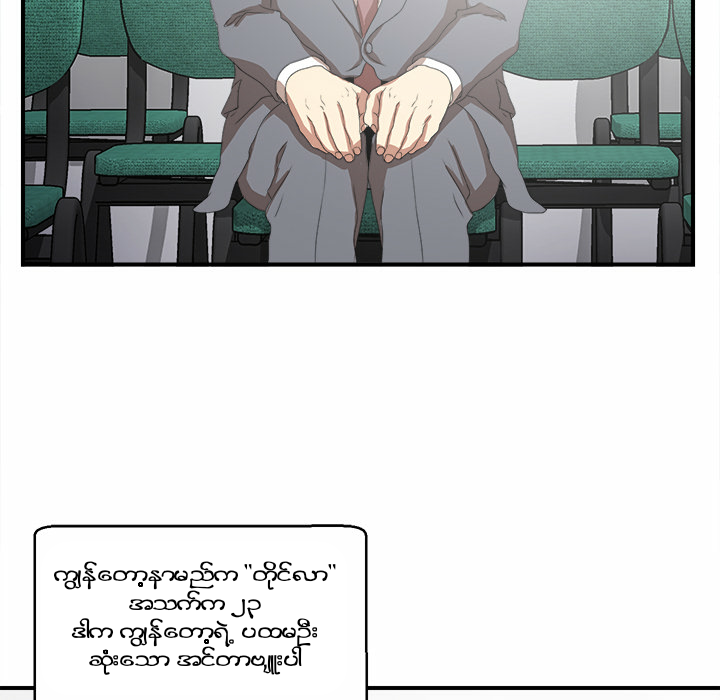 ကျွန်တော့နာမည်က "တိုင်လာ"
အသက်က ၂၃
ဒါက ကျွန်တော့ရဲ့ ပထမဦး
ဆုံးသော အင်တာဗျူးပါ